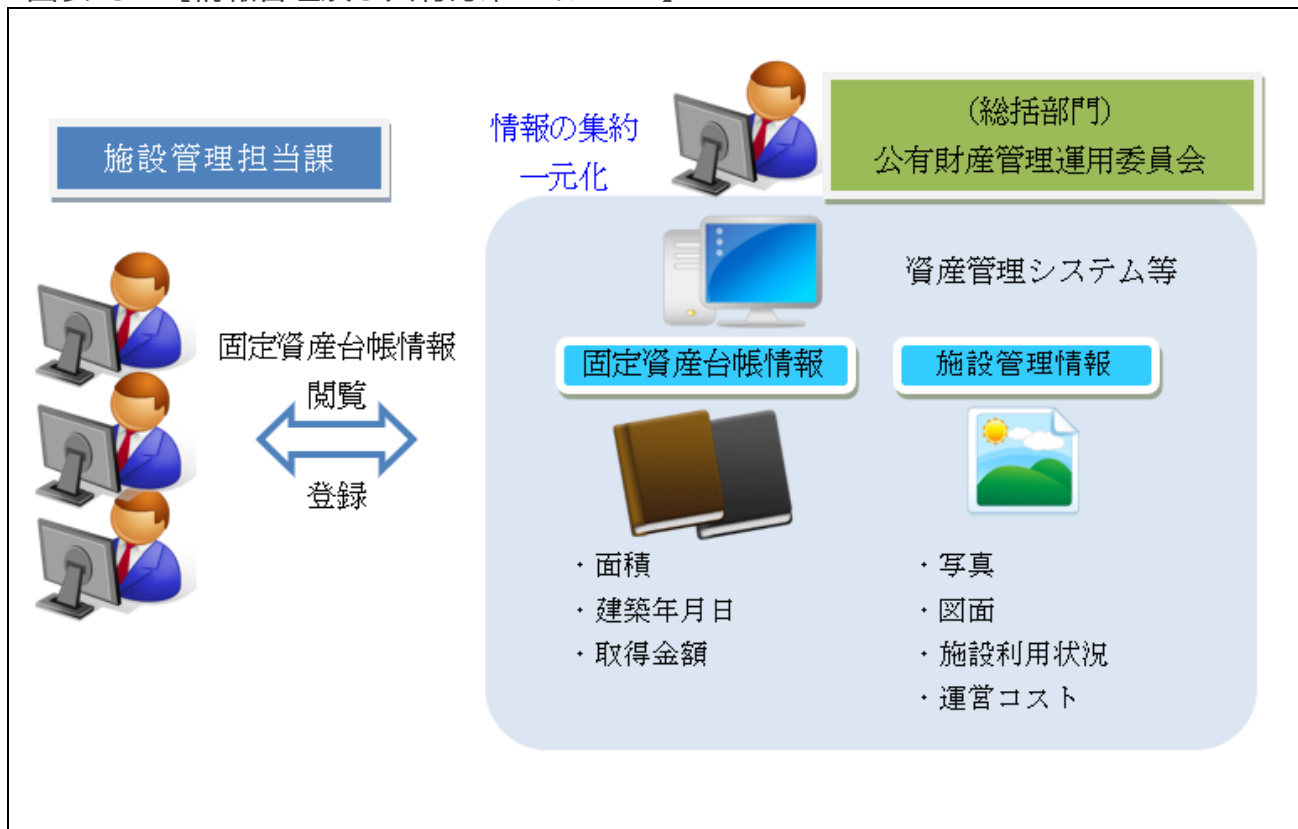 施設管理担当課
情報の集約
一元化
(総括部門)
公有財産管理運用委員会
資産管理システム等
固定資産台帳情報
閲覧
登録
固定資産台帳情報
・面積
・建築年月日
・取得金額
施設管理情報
・写真
・図面
・施設利用状況
・運営コスト